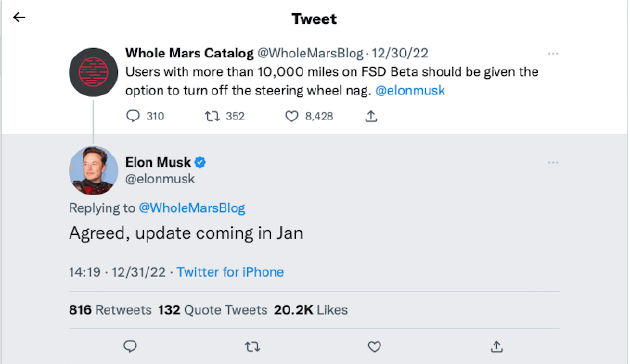 Tweet
Whole Mars Catalog @WholeMarsBlog · 12/30/22
Users with more than 10,000 miles on FSD Beta should be given the
option to turn off the steering wheel nag. @elonmusk
310 352 8,428
Elon Musk
@elonmusk
Replying to @WholeMarsBlog
Agreed, update coming in Jan
14:19 · 12/31/22 · Twitter for iPhone
816 Retweets 132 Quote Tweets 20.2K Likes